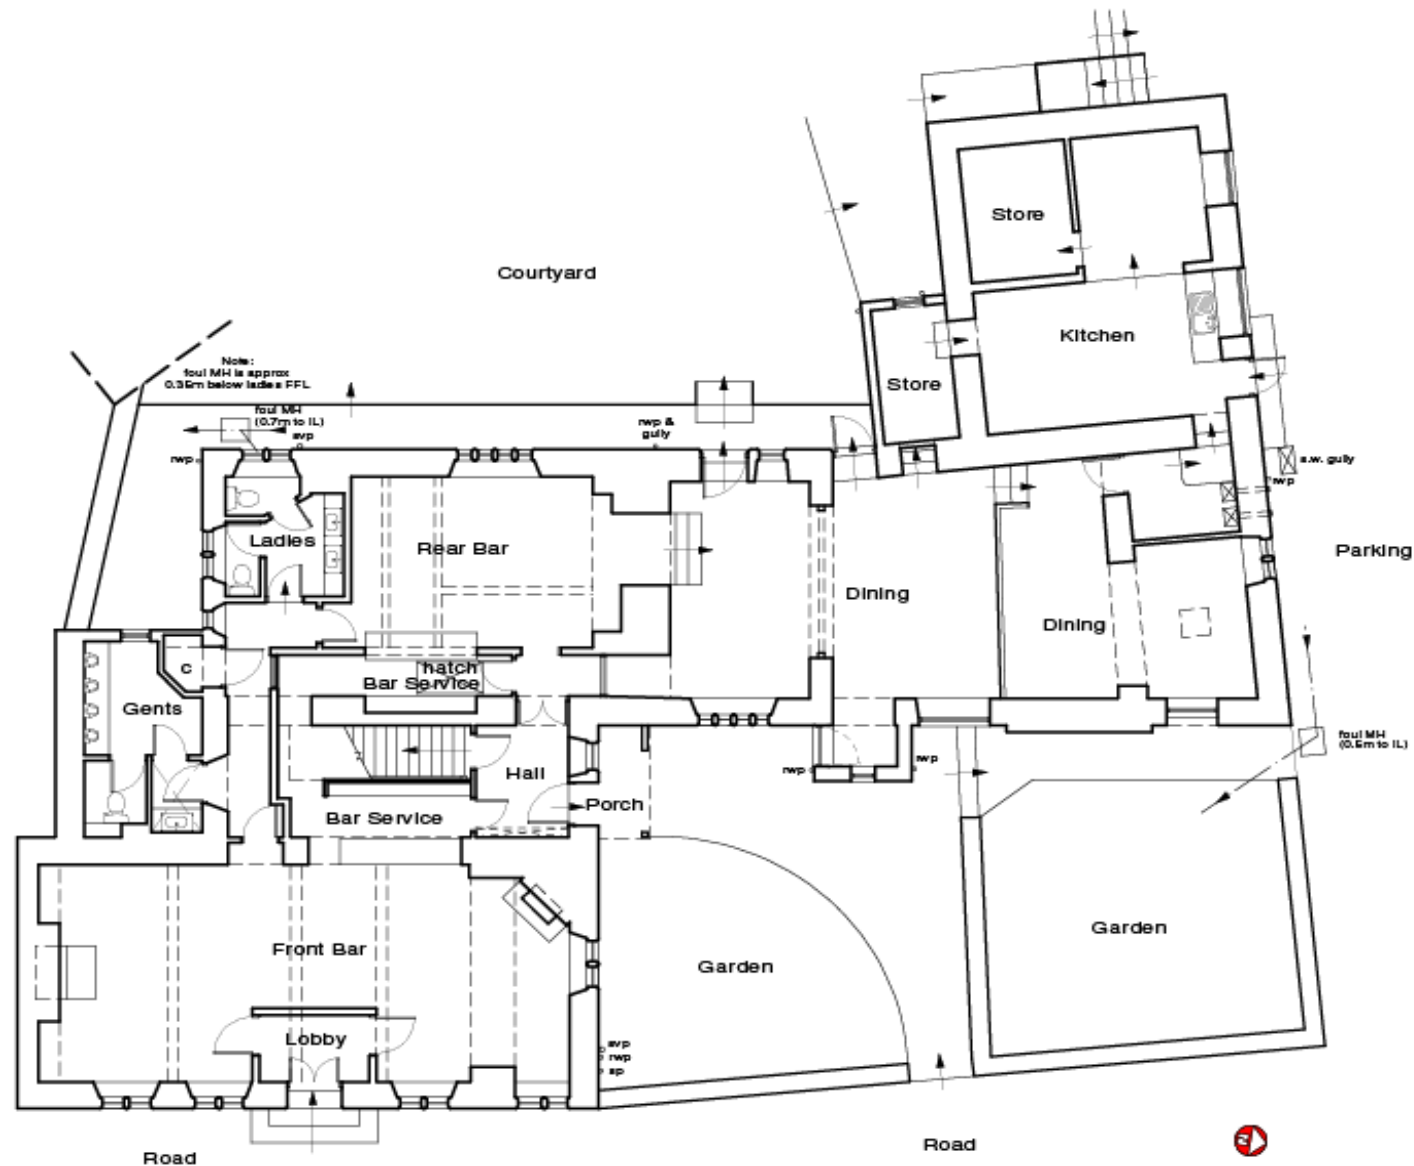 Store
Courtyard
Kitchen
Note:
foul MH is approx
0.35m below ladies FFL
Store
foul MH
(0.7m to IL)
svp
rwp &
gully
rwp
s.w. gully
rwp
Ladies
Rear Bar
Parking
Dining
Dining
hatch
C
Bar Service
Gents
foul MH
(0.5m to IL)
Hall
rwp
rwp
Porch
Bar Service
Garden
Front Bar
Garden
Lobby
svp
rwp
sp
Road
Road
N